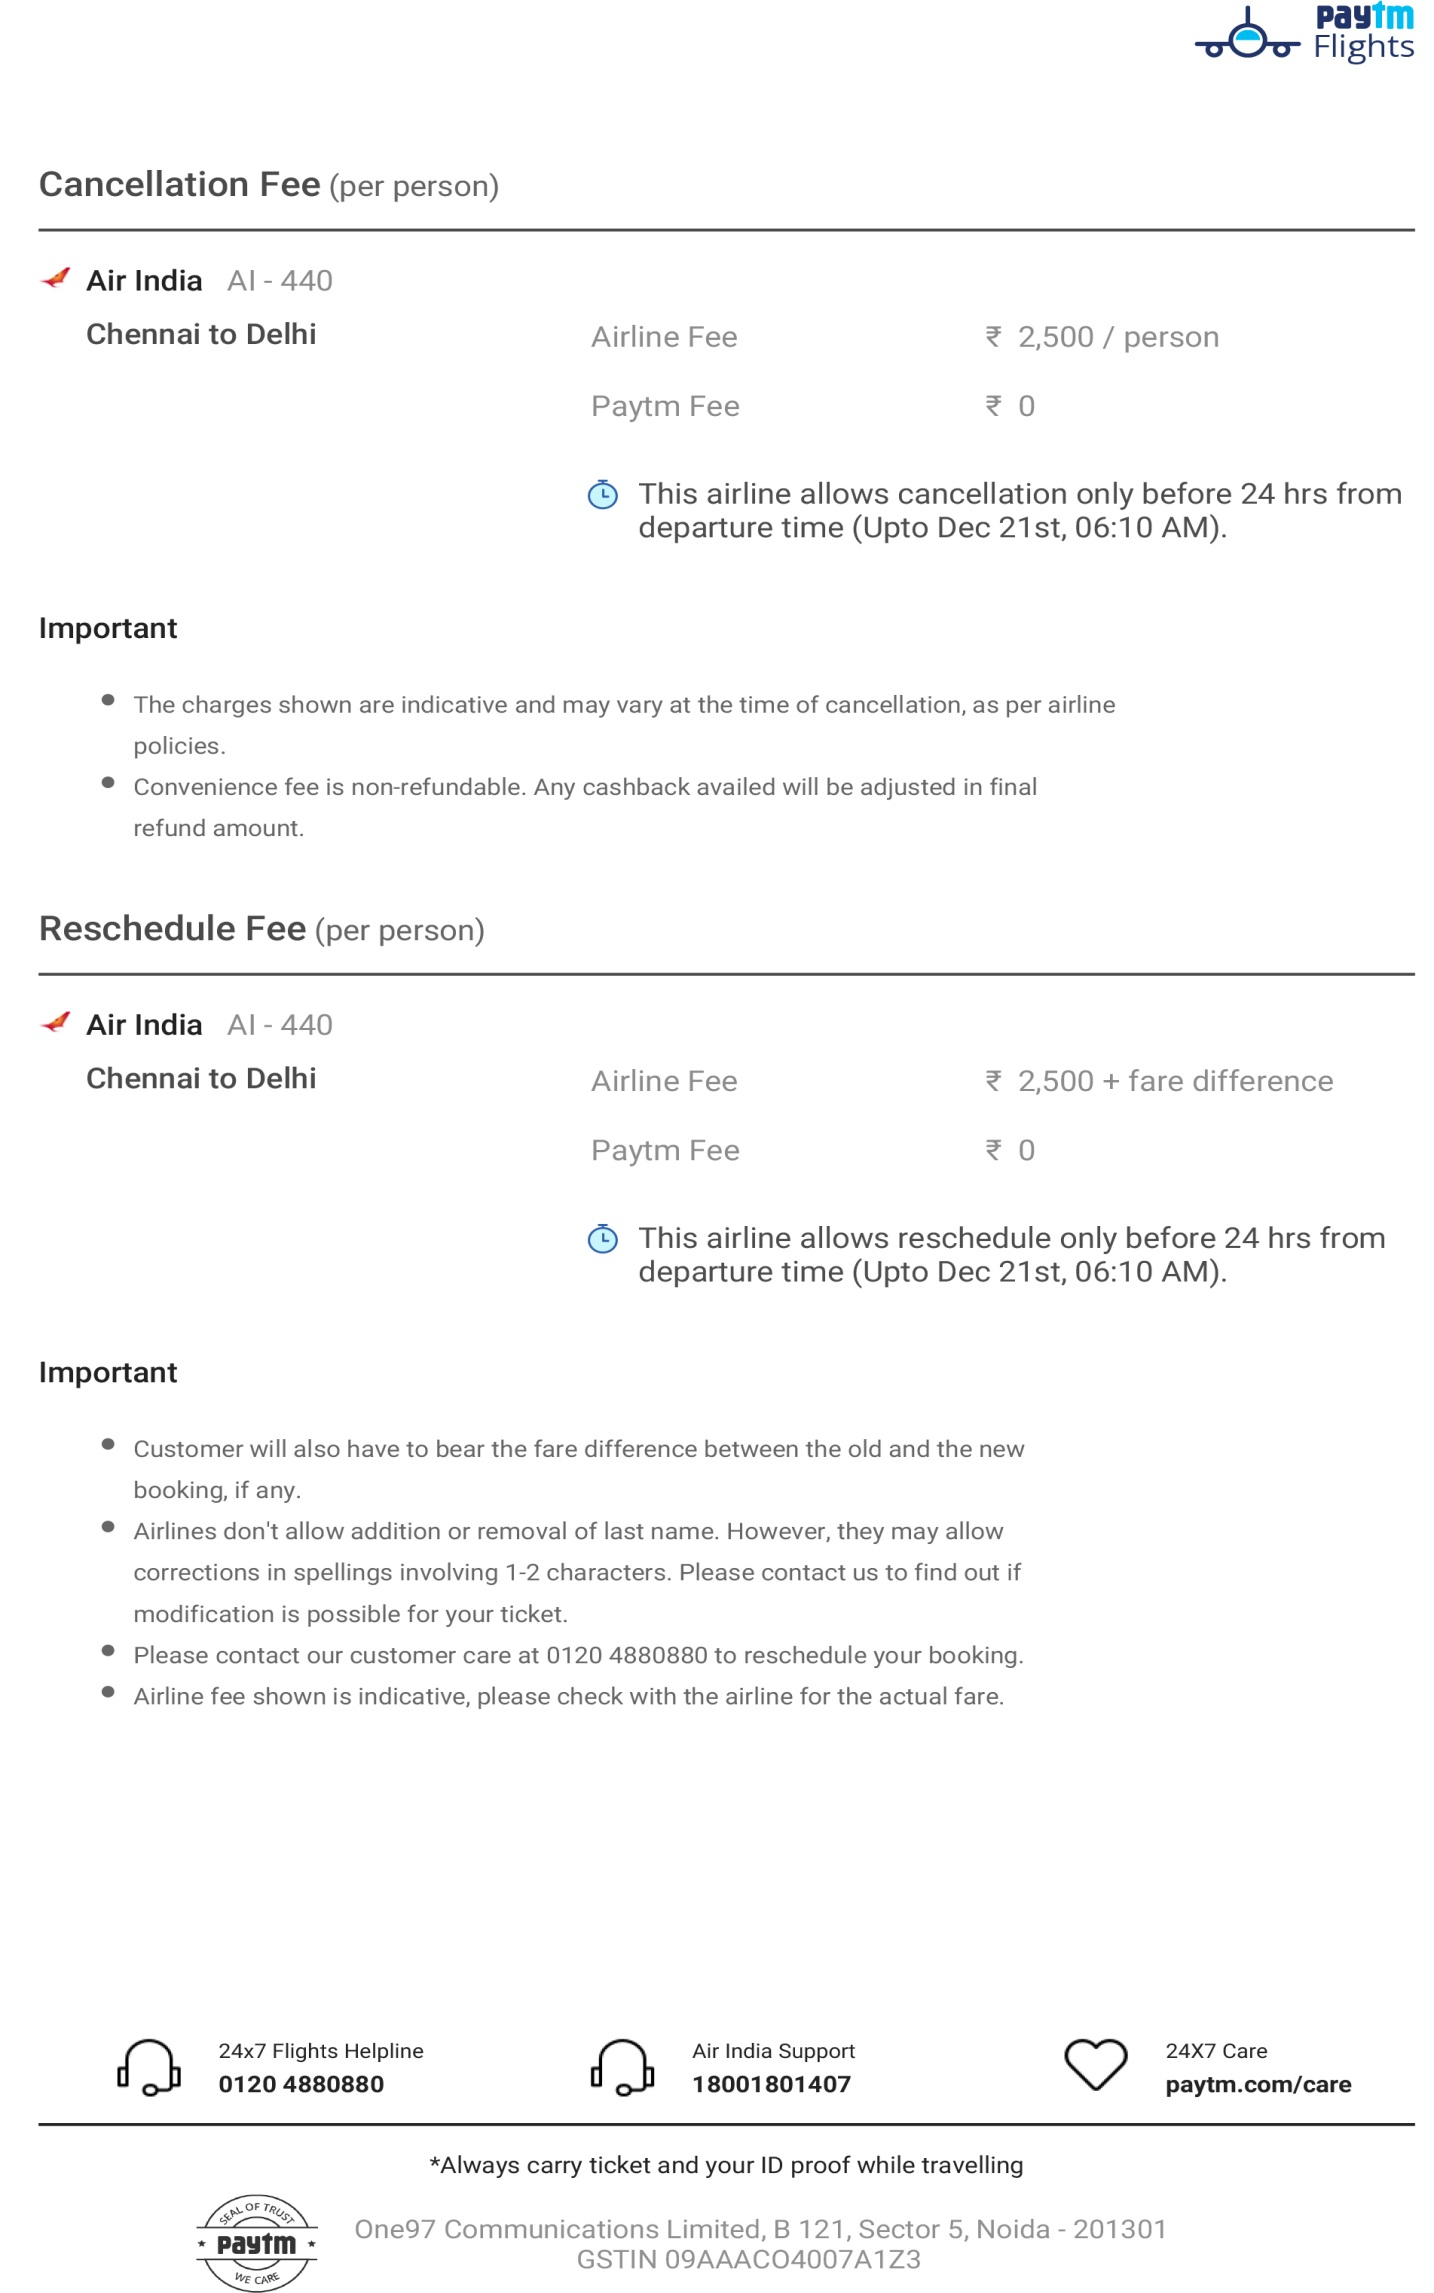 paytm
Flights
Cancellation Fee (per person)
Air India AI - 440
Chennai to Delhi Airline Fee ₹ 2,500 / person
Paytm Fee ₹ 0
This airline allows cancellation only before 24 hrs from
departure time (Upto Dec 21st, 06:10 AM).
Important
• The charges shown are indicative and may vary at the time of cancellation, as per airline
policies.
• Convenience fee is non-refundable. Any cashback availed will be adjusted in final
refund amount.
Reschedule Fee (per person)
Air India AI - 440
Chennai to Delhi Airline Fee ₹ 2,500 + fare difference
Paytm Fee ₹ 0
This airline allows reschedule only before 24 hrs from
departure time (Upto Dec 21st, 06:10 AM).
Important
• Customer will also have to bear the fare difference between the old and the new
booking, if any.
• Airlines don't allow addition or removal of last name. However, they may allow
corrections in spellings involving 1-2 characters. Please contact us to find out if
modification is possible for your ticket.
• Please contact our customer care at 0120 4880880 to reschedule your booking.
• Airline fee shown is indicative, please check with the airline for the actual fare.
24x7 Flights Helpline Air India Support 24X7 Care
0120 4880880 18001801407 paytm.com/care
*Always carry ticket and your ID proof while travelling
SEAL OF TRUST
paytm
WE CARE
One97 Communications Limited, B 121, Sector 5, Noida - 201301
GSTIN 09AAACO4007A1Z3